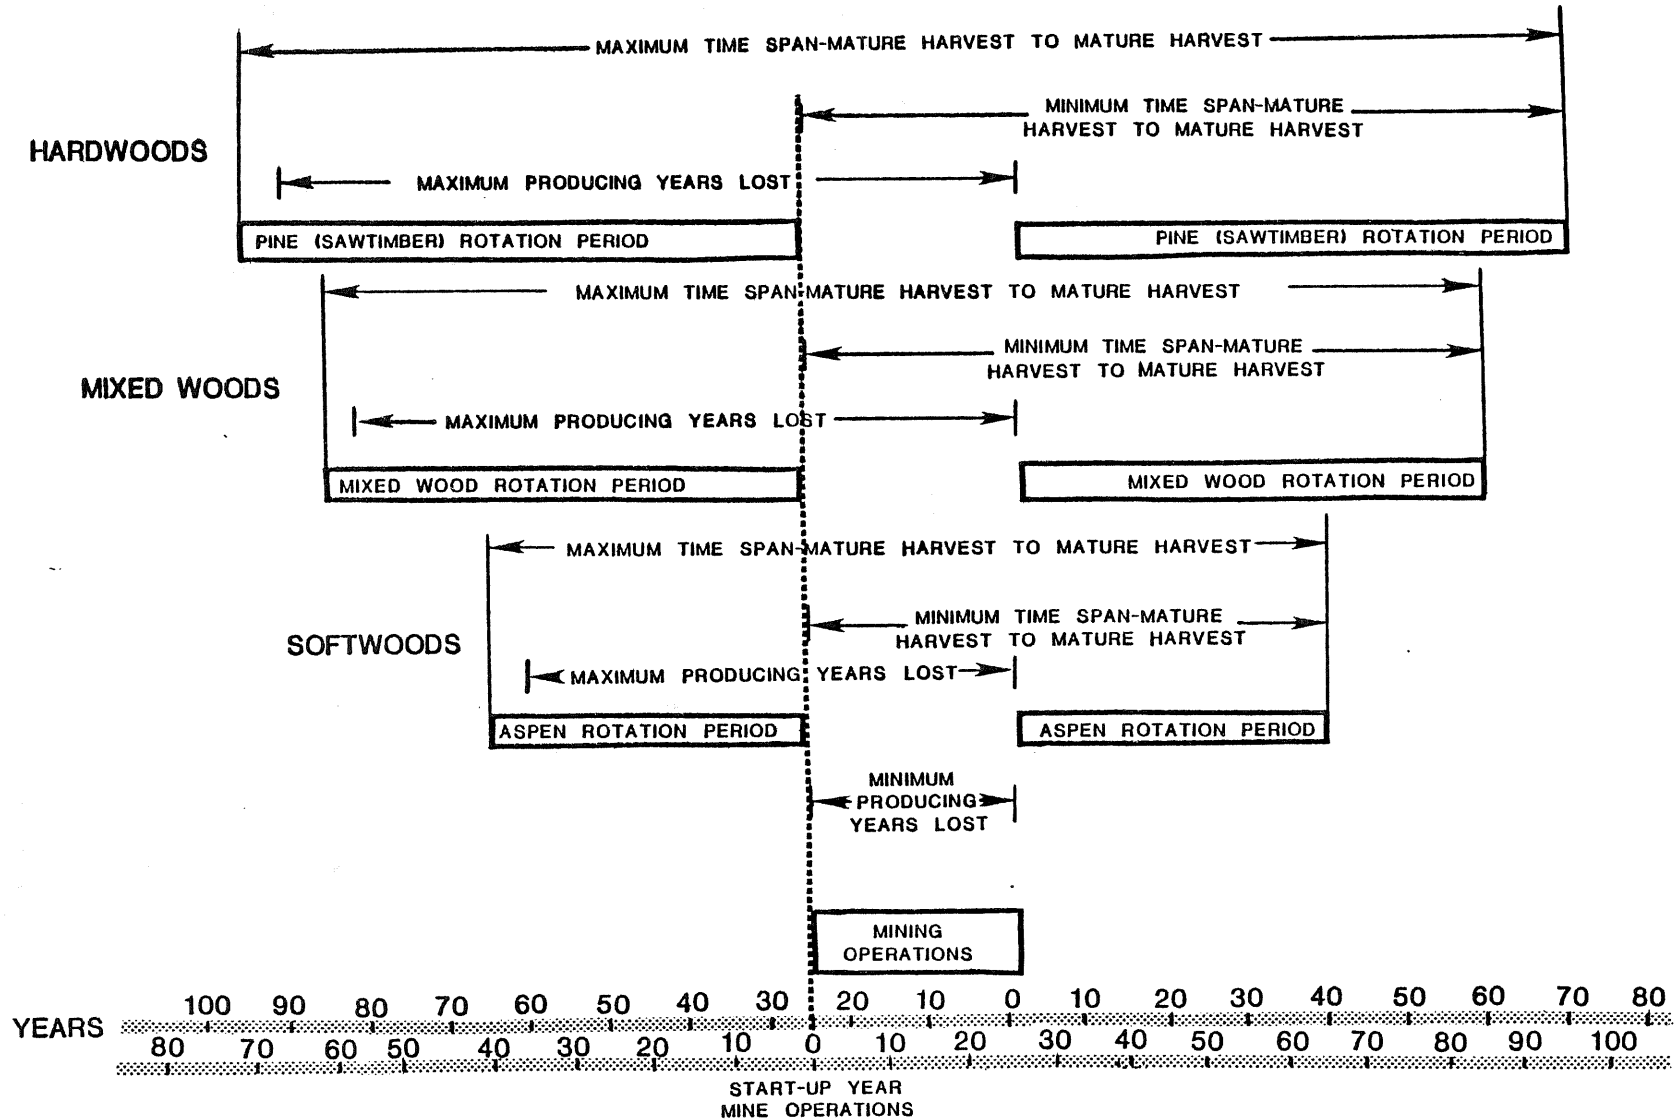 MAXIMUM TIME SPAN-MATURE HARVEST TO MATURE HARVEST
MINIMUM TIME SPAN-MATURE
HARVEST TO MATURE HARVEST
HARDWOODS
MAXIMUM PRODUCING YEARS LOST
PINE (SAWTIMBER) ROTATION PERIOD
PINE (SAWTIMBER) ROTATION PERIOD
MAXIMUM TIME SPAN-MATURE HARVEST TO MATURE HARVEST
MINIMUM TIME SPAN-MATURE
HARVEST TO MATURE HARVEST
MIXED WOODS
MAXIMUM PRODUCING YEARS LOST
MIXED WOOD ROTATION PERIOD
MIXED WOOD ROTATION PERIOD
MAXIMUM TIME SPAN-MATURE HARVEST TO MATURE HARVEST
MINIMUM TIME SPAN-MATURE
HARVEST TO MATURE HARVEST
SOFTWOODS
MAXIMUM PRODUCING YEARS LOST
ASPEN ROTATION PERIOD
ASPEN ROTATION PERIOD
MINIMUM
PRODUCING
YEARS LOST
MINING
OPERATIONS
100 90 80 70 60 50 40 30 20 10 0 10 20 30 40 50 60 70 80
YEARS
80 70 60 50 40 30 20 10 0 10 20 30 40 50 60 70 80 90 100
START-UP YEAR
MINE OPERATIONS